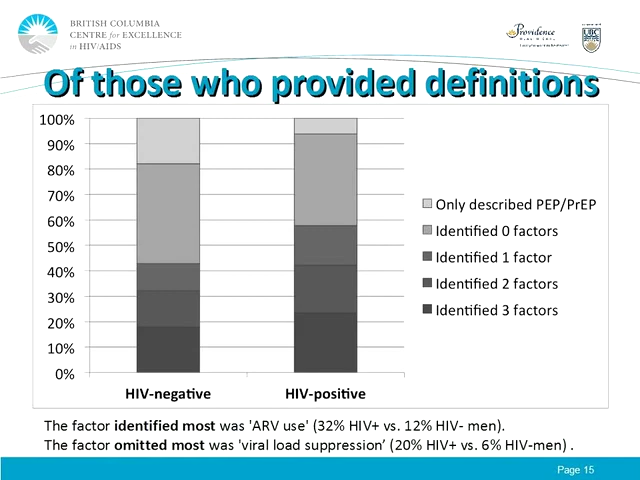 BRITISH COLUMBIA
CENTRE for EXCELLENCE
in HIV/AIDS
Providence
UBC
Of those who provided definitions
100%
90%
80%
70%
60%
50%
40%
30%
20%
10%
0%
HIV-negative
HIV-positive
Only described PEP/PrEP
Identified 0 factors
Identified 1 factor
Identified 2 factors
Identified 3 factors
The factor identified most was 'ARV use' (32% HIV+ vs. 12% HIV- men).
The factor omitted most was 'viral load suppression’ (20% HIV+ vs. 6% HIV-men) .
Page 15